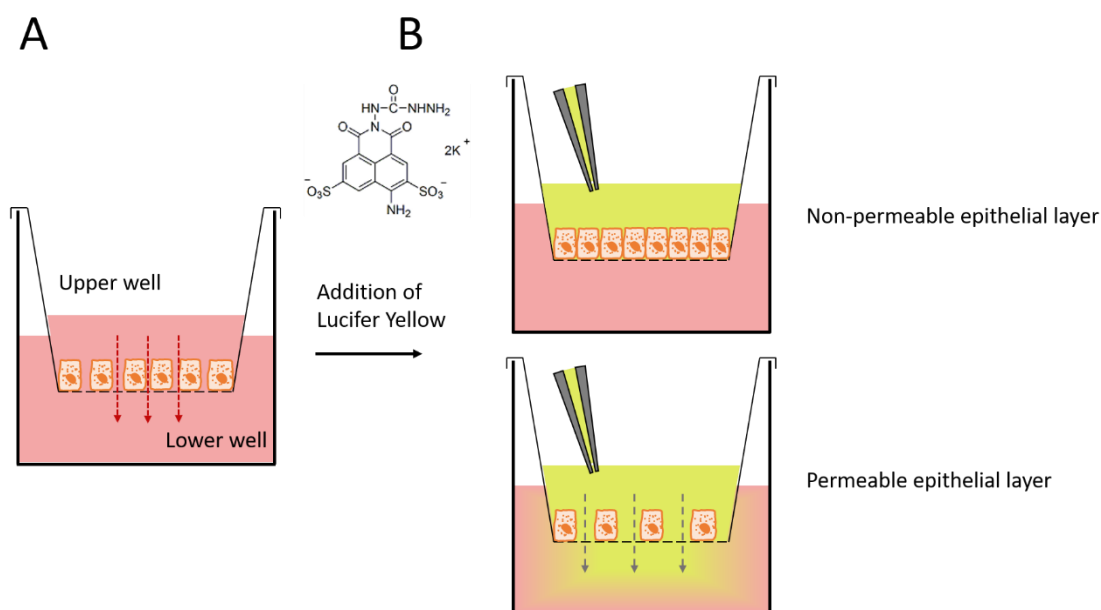 A
B
O
HN–C–NHNH₂
O
N
O
2K⁺
⁻O₃S
SO₃⁻
NH₂
Non-permeable epithelial layer
Upper well
Addition of
Lucifer Yellow
Lower well
Permeable epithelial layer